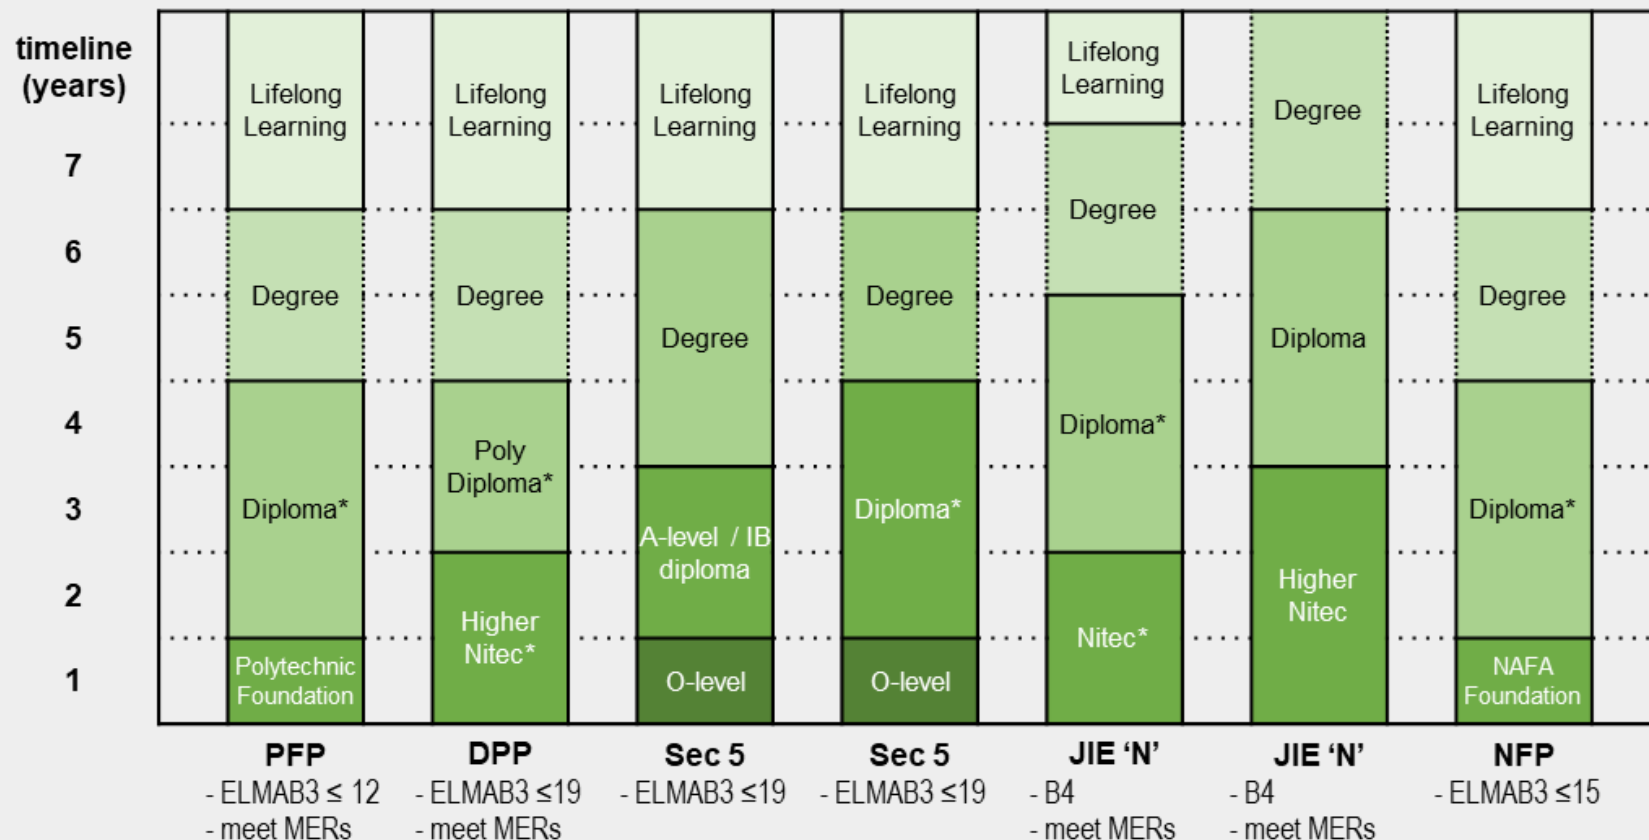 timeline
(years)
7
6
5
4
3
2
1
Lifelong
Learning
Degree
Diploma*
Polytechnic
Foundation
PFP
- ELMAB3 ≤ 12
- meet MERs
Lifelong
Learning
Degree
Poly
Diploma*
Higher
Nitec*
DPP
- ELMAB3 ≤19
- meet MERs
Lifelong
Learning
Degree
A-level / IB
diploma
O-level
Sec 5
- ELMAB3 ≤19
Lifelong
Learning
Degree
Diploma*
O-level
Sec 5
- ELMAB3 ≤19
Lifelong
Learning
Degree
Diploma*
Nitec*
JIE ‘N’
- B4
- meet MERs
Degree
Diploma
Higher
Nitec
JIE ‘N’
- B4
- meet MERs
Lifelong
Learning
Degree
Diploma*
NAFA
Foundation
NFP
- ELMAB3 ≤15